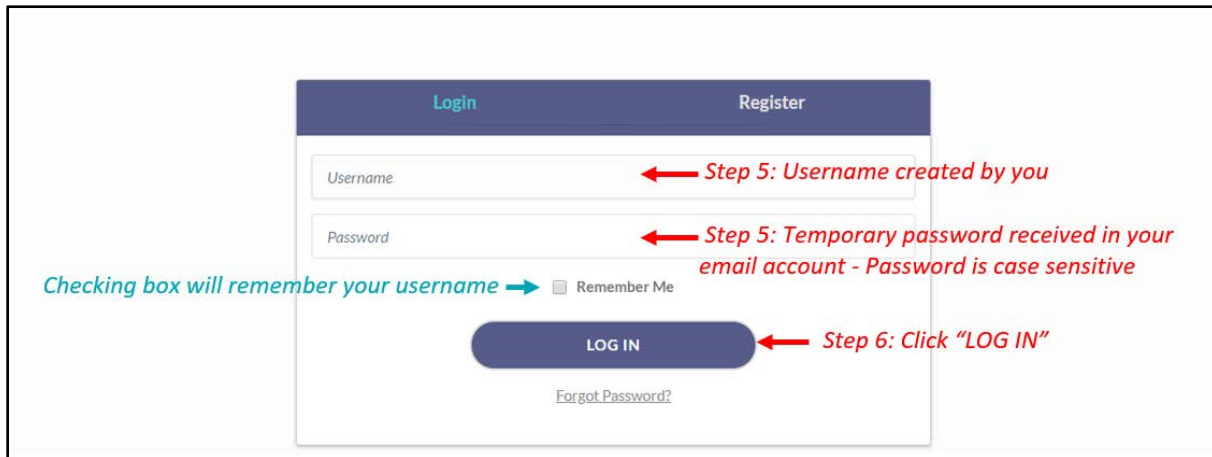 Login
Register
Username
Step 5: Username created by you
Password
Step 5: Temporary password received in your
email account - Password is case sensitive
Checking box will remember your username
Remember Me
LOG IN
Step 6: Click “LOG IN”
Forgot Password?